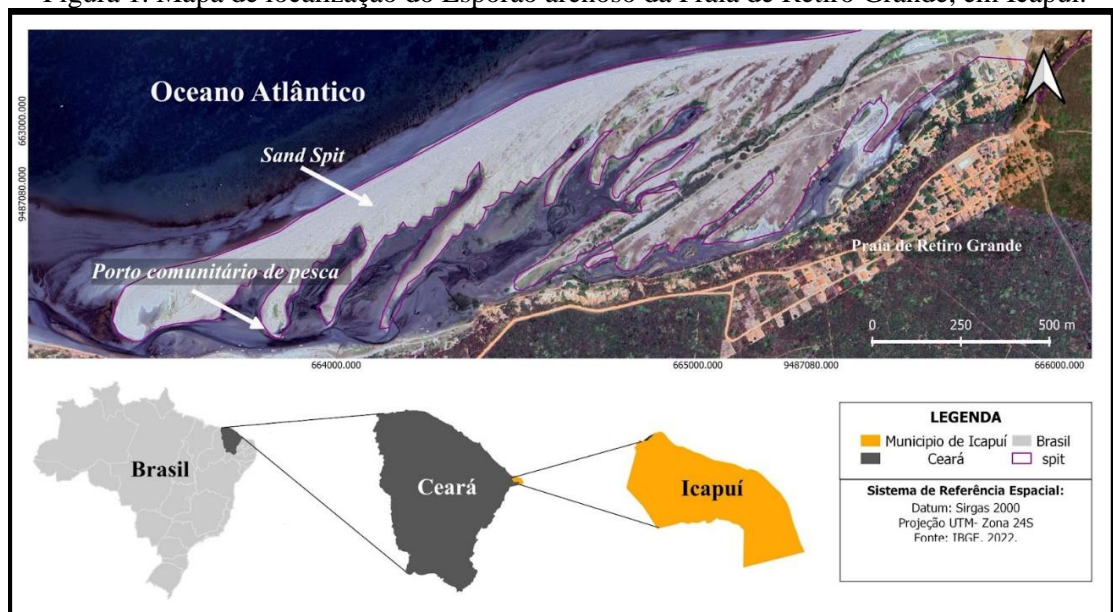 Figura 1: Mapa de localização do Esporão arenoso da Praia de Retiro Grande, em Icapuí.
Oceano Atlântico
Sand Spit
Porto comunitário de pesca
Praia de Retiro Grande
0 250 500 m
663000.000
9487080.000
664000.000 665000.000 9487080.000 666000.000
Brasil
Ceará
Icapuí
LEGENDA
Municipio de Icapuí Brasil
Ceará spit
Sistema de Referência Espacial:
Datum: Sirgas 2000
Projeção UTM- Zona 24S
Fonte: IBGE, 2022.